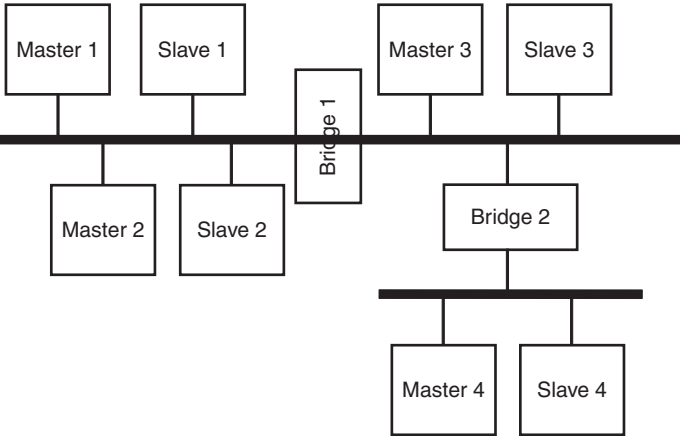 Master 1
Slave 1
Master 3
Slave 3
Bridge 1
Master 2
Slave 2
Bridge 2
Master 4
Slave 4